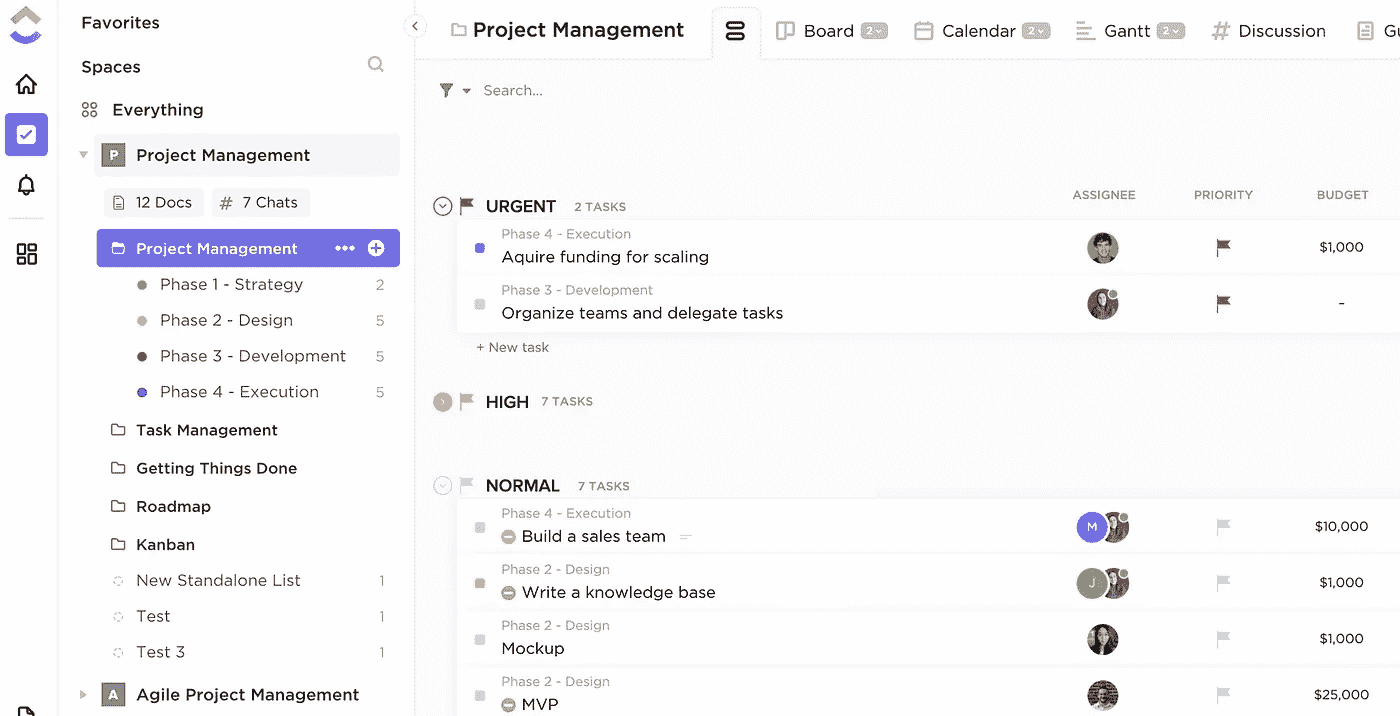 Favorites
Spaces
Everything
P Project Management
12 Docs # 7 Chats
Project Management
Phase 1 - Strategy 2
Phase 2 - Design 5
Phase 3 - Development 5
Phase 4 - Execution 5
Task Management
Getting Things Done
Roadmap
Kanban
New Standalone List 1
Test 1
Test 3 1
A Agile Project Management
Project Management Board 2 Calendar 2 Gantt 2 # Discussion
Search...
URGENT 2 TASKS ASSIGNEE PRIORITY BUDGET
Phase 4 - Execution
Aquire funding for scaling $1,000
Phase 3 - Development
Organize teams and delegate tasks -
+ New task
HIGH 7 TASKS
NORMAL 7 TASKS
Phase 4 - Execution
Build a sales team M $10,000
Phase 2 - Design
Write a knowledge base J $1,000
Phase 2 - Design
Mockup $1,000
Phase 2 - Design
MVP $25,000